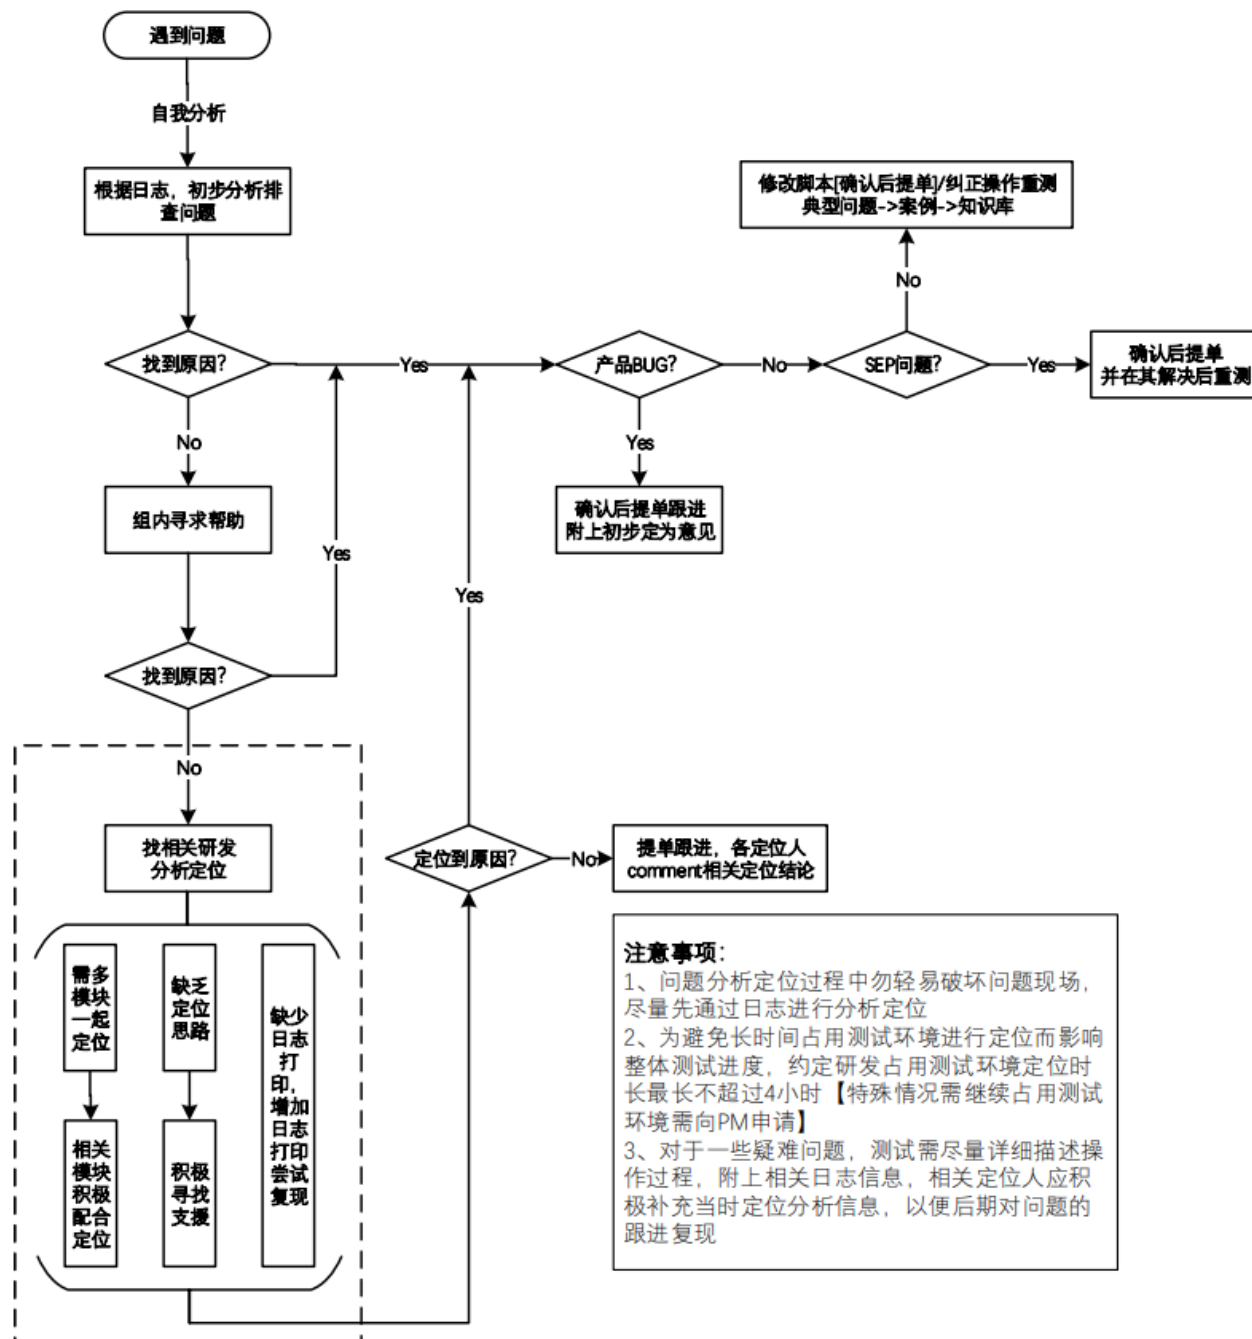 遇到问题
自我分析
根据日志，初步分析排
查问题
找到原因?
Yes
产品BUG?
No
SEP问题?
Yes
确认后提单
并在其解决后重测
No
修改脚本[确认后提单]/纠正操作重测
典型问题->案例->知识库
Yes
确认后提单跟进
附上初步定为意见
No
组内寻求帮助
Yes
找到原因?
Yes
No
找相关研发
分析定位
需多
模块
一起
定位
相关
模块
积极
配合
定位
缺乏
定位
思路
积极
寻找
支援
缺少
日志
打
印，
增加
日志
打印
尝试
复现
定位到原因?
No
提单跟进，各定位人
comment相关定位结论
注意事项：
1、问题分析定位过程中勿轻易破坏问题现场，
尽量先通过日志进行分析定位
2、为避免长时间占用测试环境进行定位而影响
整体测试进度，约定研发占用测试环境定位时
长最长不超过4小时【特殊情况需继续占用测试
环境需向PM申请】
3、对于一些疑难问题，测试需尽量详细描述操
作过程，附上相关日志信息，相关定位人应积
极补充当时定位分析信息，以便后期对问题的
跟进复现